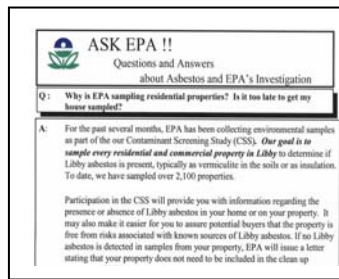 ASK EPA !!
Questions and Answers
about Asbestos and EPA's Investigation
Q: Why is EPA sampling residential properties? Is it too late to get my
house sampled?
A: For the past several months, EPA has been collecting environmental samples
as part of our Contaminant Screening Study (CSS). Our goal is to
sample every residential and commercial property in Libby to determine if
Libby asbestos is present, typically as vermiculite in the soils or as insulation.
To date, we have sampled over 2,100 properties.
Participation in the CSS will provide you with information regarding the
presence or absence of Libby asbestos in your home or on your property. It
may also make it easier for you to assure potential buyers that the property is
free from risks associated with known sources of Libby asbestos. If no Libby
asbestos is detected in samples from your property, EPA will issue a letter
stating that your property does not need to be included in the clean up